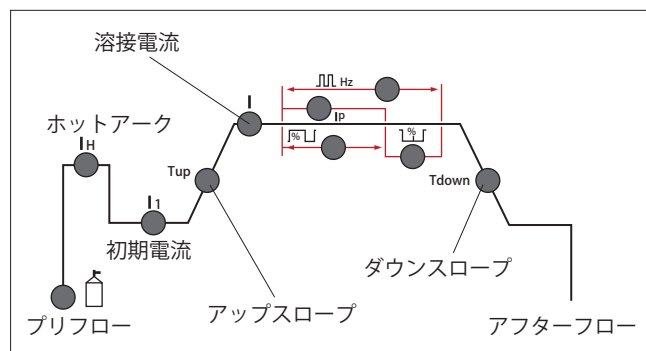 溶接電流
Hz
I
Ip
ホットアーク
IH
%
%
Tup
Tdown
I1
初期電流
ダウンスロープ
プリフロー
アップスロープ
アフターフロー